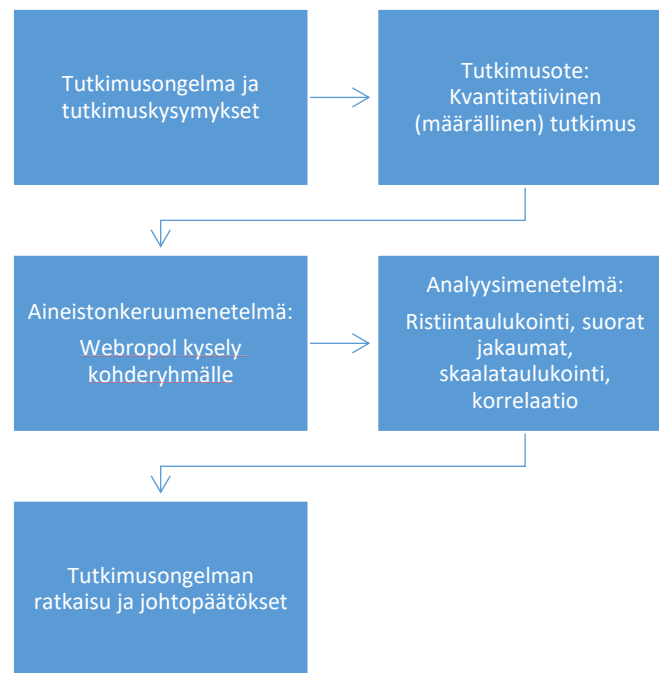 Tutkimusongelma ja
tutkimuskysymykset
Tutkimusote:
Kvantitatiivinen
(määrällinen) tutkimus
Aineistonkeruumenetelmä:
Webropol kysely
kohderyhmälle
Analyysimenetelmä:
Ristiintaulukointi, suorat
jakaumat,
skaalataulukointi,
korrelaatio
Tutkimusongelman
ratkaisu ja johtopäätökset